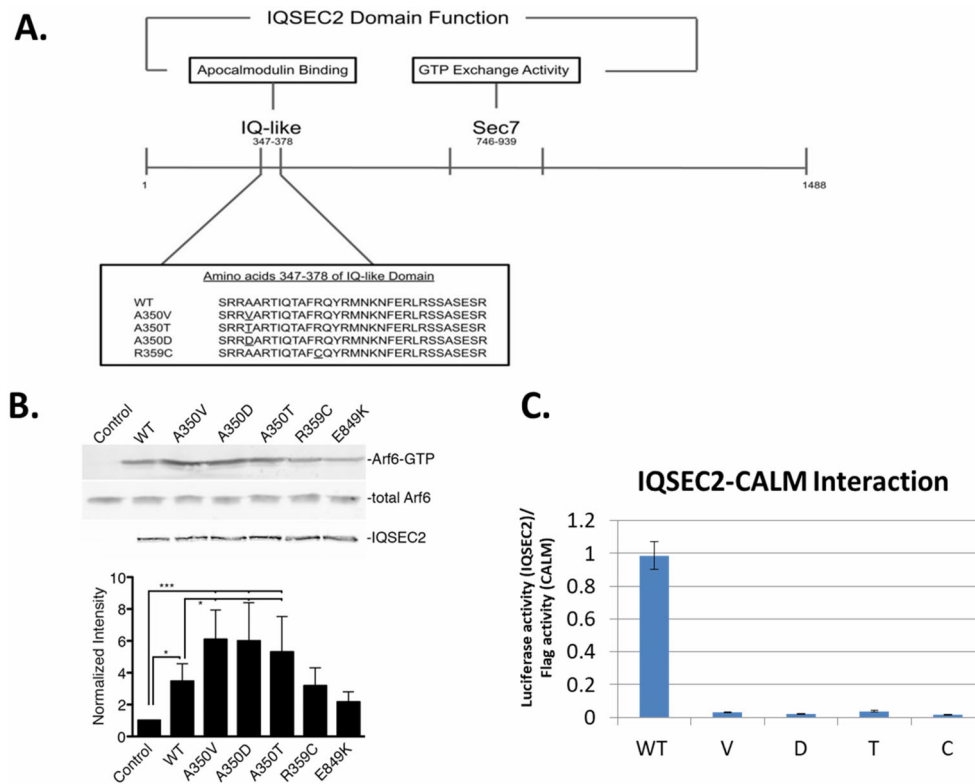 A.
IQSEC2 Domain Function
Apocalmodulin Binding
GTP Exchange Activity
IQ-like
347-378
Sec7
746-939
1
1488
Amino acids 347-378 of IQ-like Domain
WT SRRAARTIQTAFRQYRMNKNFERLRSSASESR
A350V SRRVARTIQTAFRQYRMNKNFERLRSSASESR
A350T SRRTARTIQTAFRQYRMNKNFERLRSSASESR
A350D SRRDARTIQTAFRQYRMNKNFERLRSSASESR
R359C SRRAARTIQTAFCQYRMNKNFERLRSSASESR
B.
Control WT A350V A350D A350T R359C E849K
-Arf6-GTP
-total Arf6
-IQSEC2
Normalized Intensity
10
8
6
4
2
0
***
*
*
Control WT A350V A350D A350T R359C E849K
C.
IQSEC2-CALM Interaction
Luciferase activity (IQSEC2)/
Flag activity (CALM)
1.2
1
0.8
0.6
0.4
0.2
0
WT V D T C